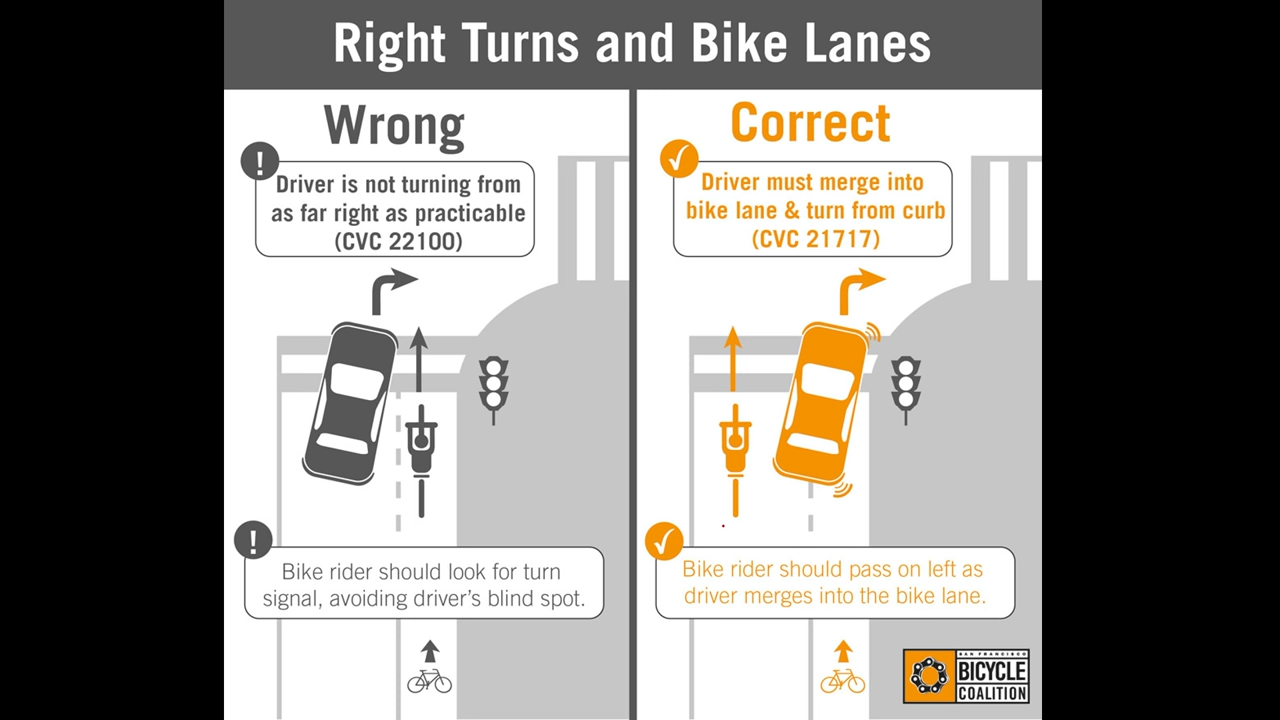 Right Turns and Bike Lanes
Wrong
!
Driver is not turning from
as far right as practicable
(CVC 22100)
!
Bike rider should look for turn
signal, avoiding driver's blind spot.
Correct
Driver must merge into
bike lane & turn from curb
(CVC 21717)
Bike rider should pass on left as
driver merges into the bike lane.
SAN FRANCISCO
BICYCLE
COALITION